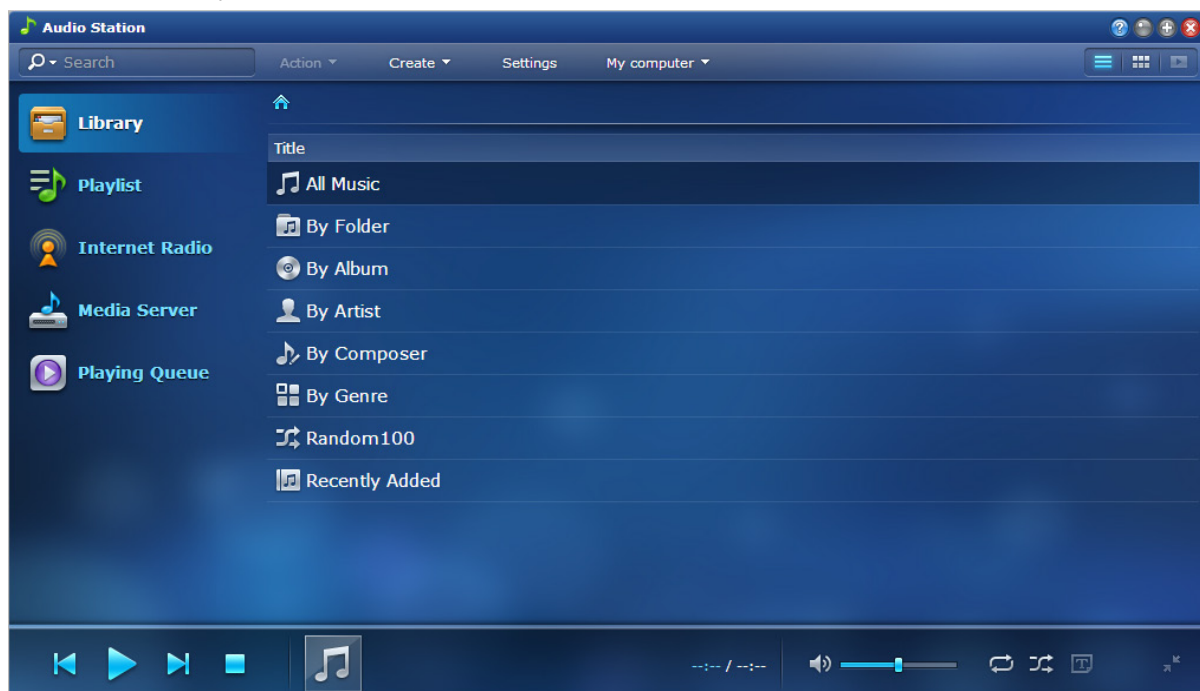 Audio Station
Search Action Create Settings My computer
Library
Playlist
Internet Radio
Media Server
Playing Queue
Title
All Music
By Folder
By Album
By Artist
By Composer
By Genre
Random100
Recently Added
--:-- / --:--